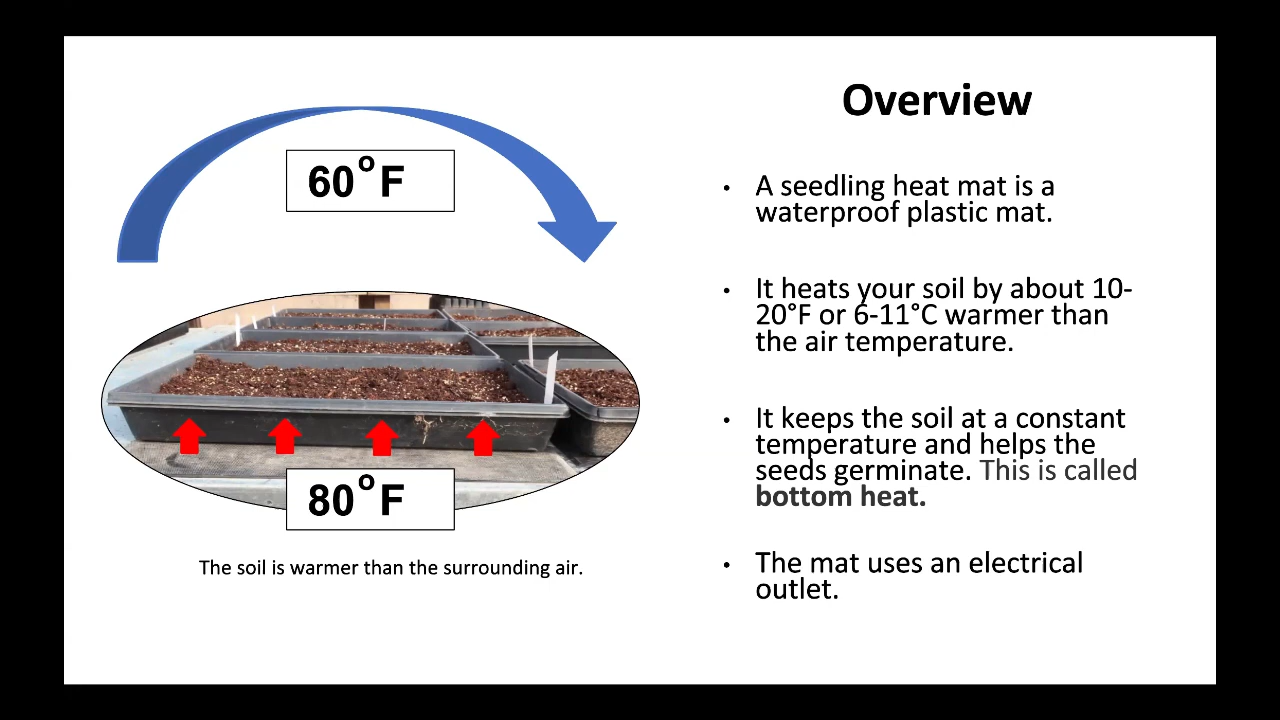 Overview
60°F
80°F
The soil is warmer than the surrounding air.
• A seedling heat mat is a
waterproof plastic mat.
• It heats your soil by about 10-
20°F or 6-11°C warmer than
the air temperature.
• It keeps the soil at a constant
temperature and helps the
seeds germinate. This is called
bottom heat.
• The mat uses an electrical
outlet.